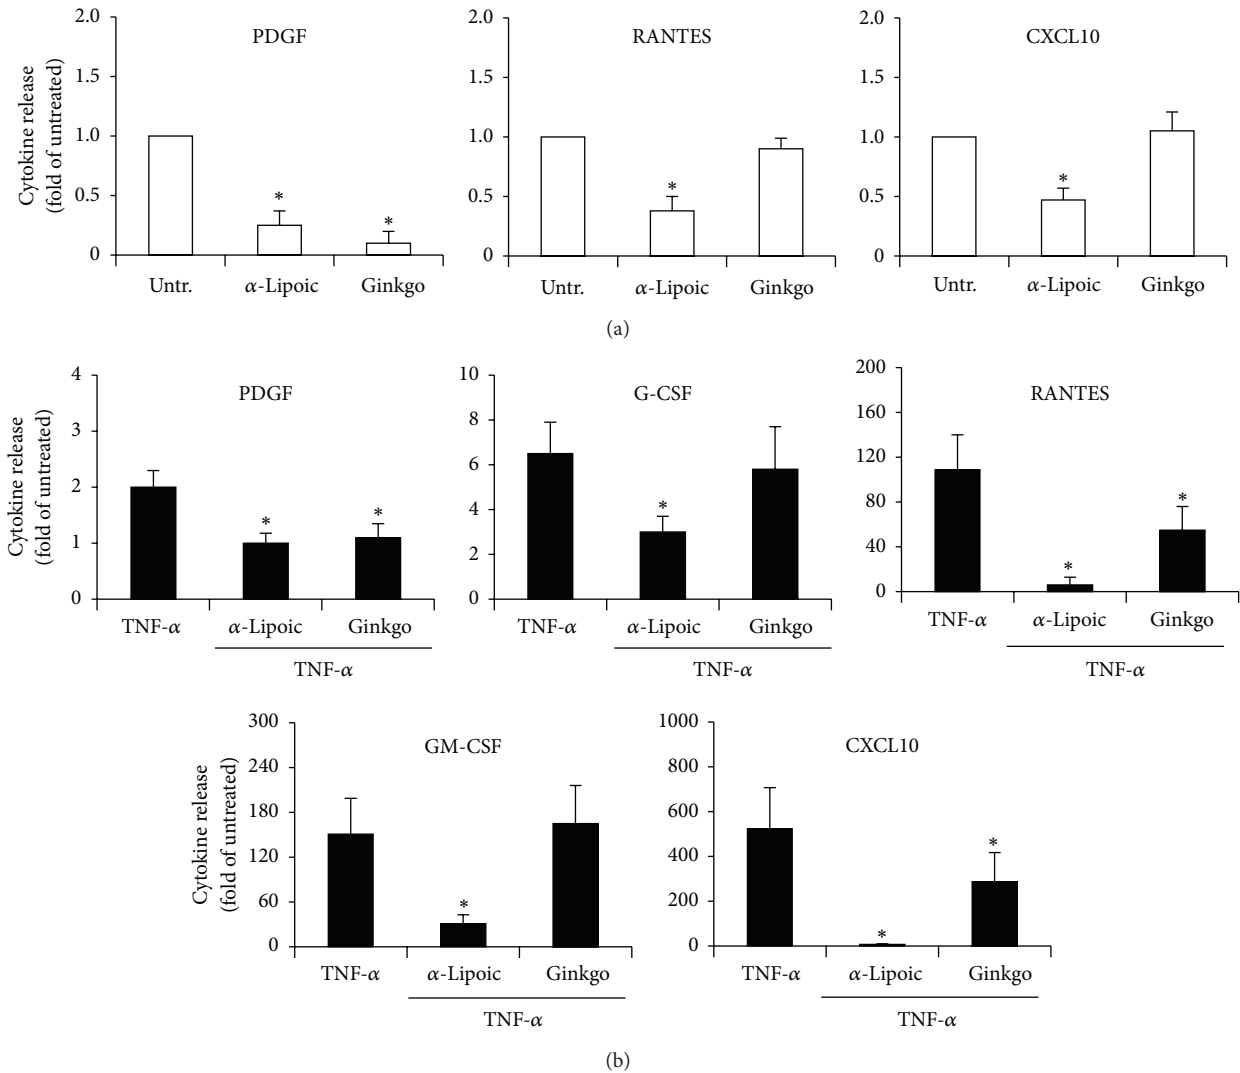 PDGF
RANTES
CXCL10
Cytokine release
(fold of untreated)
2.0
1.5
1.0
0.5
0
2.0
1.5
1.0
0.5
0
2.0
1.5
1.0
0.5
0
*
*
*
*
Untr.
α-Lipoic
Ginkgo
Untr.
α-Lipoic
Ginkgo
Untr.
α-Lipoic
Ginkgo
(a)
PDGF
G-CSF
RANTES
Cytokine release
(fold of untreated)
4
3
2
1
0
10
8
6
4
2
0
200
160
120
80
40
0
*
*
*
*
*
TNF-α
α-Lipoic
Ginkgo
TNF-α
TNF-α
α-Lipoic
Ginkgo
TNF-α
TNF-α
α-Lipoic
Ginkgo
TNF-α
GM-CSF
CXCL10
Cytokine release
(fold of untreated)
300
240
180
120
60
0
1000
800
600
400
200
0
*
*
*
TNF-α
α-Lipoic
Ginkgo
TNF-α
TNF-α
α-Lipoic
Ginkgo
TNF-α
(b)